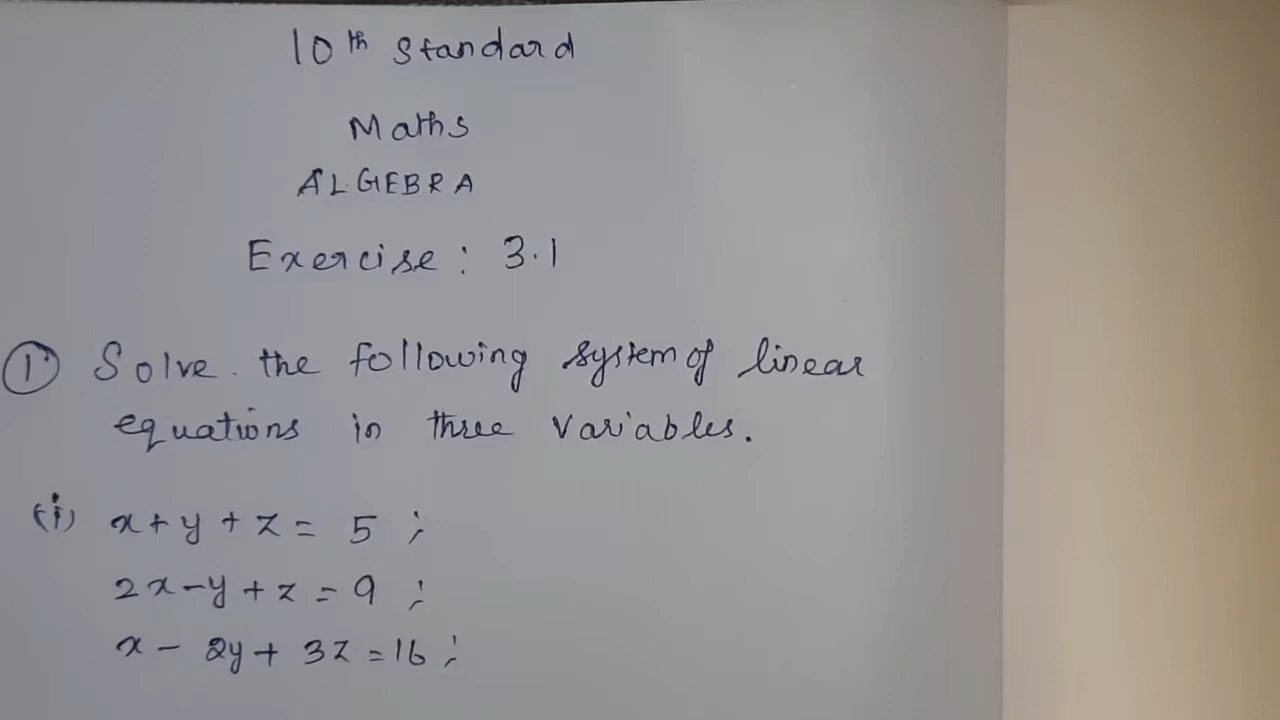 10th Standard
Maths
ALGEBRA
Exercise : 3.1
① Solve the following system of linear
equations in three variables.
(i) x + y + z = 5 ;
2x - y + z = 9 ;
x - 2y + 3z = 16 ;